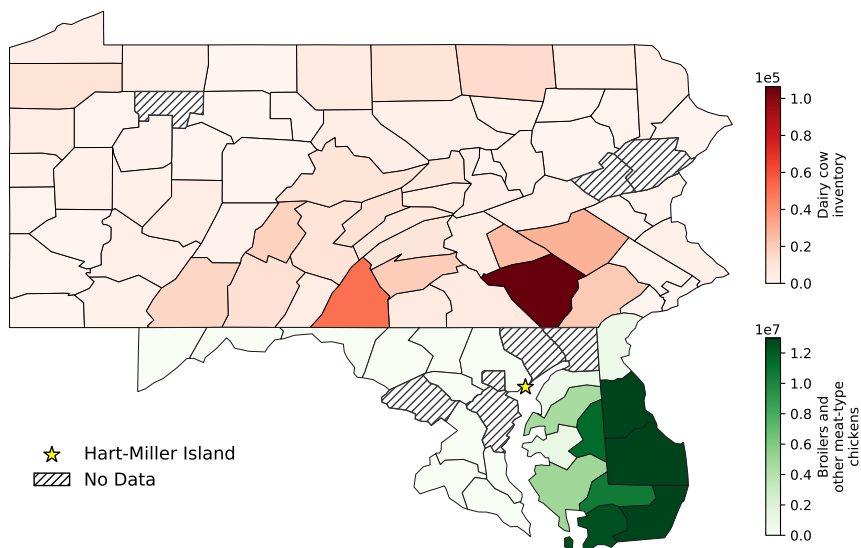 1e5
1.0
0.8
0.6
0.4
0.2
0.0
Dairy cow
inventory
1e7
1.2
1.0
0.8
0.6
0.4
0.2
0.0
Broilers and
other meat-type
chickens
Hart-Miller Island
No Data